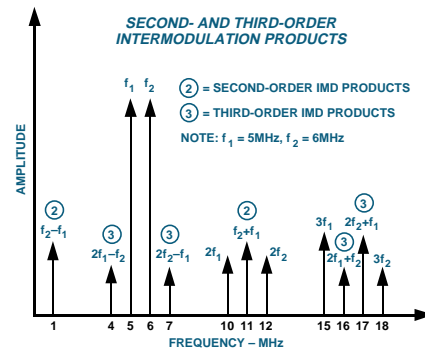 SECOND- AND THIRD-ORDER
INTERMODULATION PRODUCTS
f₁ f₂
② = SECOND-ORDER IMD PRODUCTS
③ = THIRD-ORDER IMD PRODUCTS
NOTE: f₁ = 5MHz, f₂ = 6MHz
AMPLITUDE
②
f₂–f₁
③
2f₁–f₂
③
2f₂–f₁
2f₁
②
f₂+f₁
2f₂
3f₁
③
2f₁+f₂
③
2f₂+f₁
3f₂
1 4 5 6 7 10 11 12 15 16 17 18
FREQUENCY – MHz